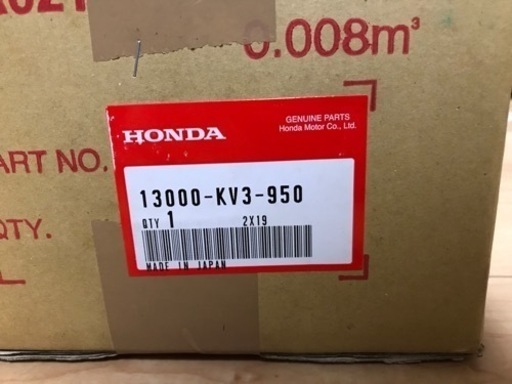 0.008m³
GENUINE PARTS
HONDA
Honda Motor Co., Ltd.
ART NO.
13000-KV3-950
QTY 1 2X19
QTY.
MADE IN JAPAN